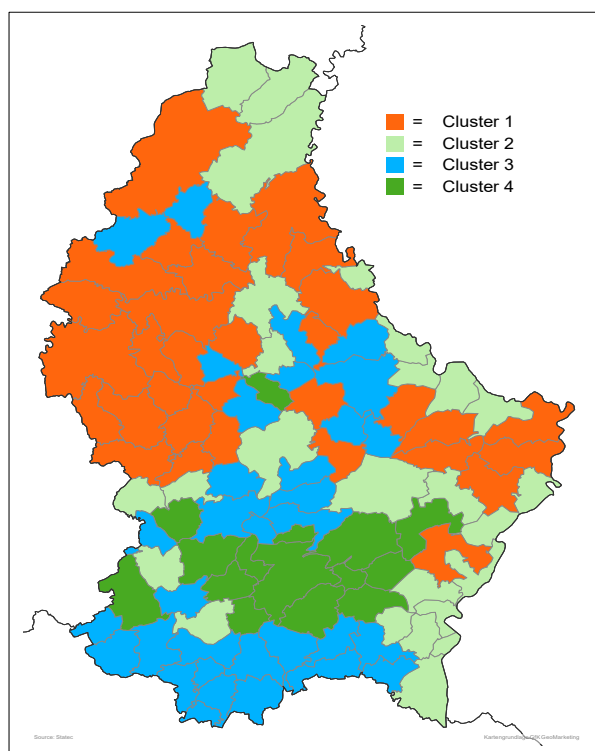 = Cluster 1
= Cluster 2
= Cluster 3
= Cluster 4
Source: Statec
Kartengrundlage GfK GeoMarketing